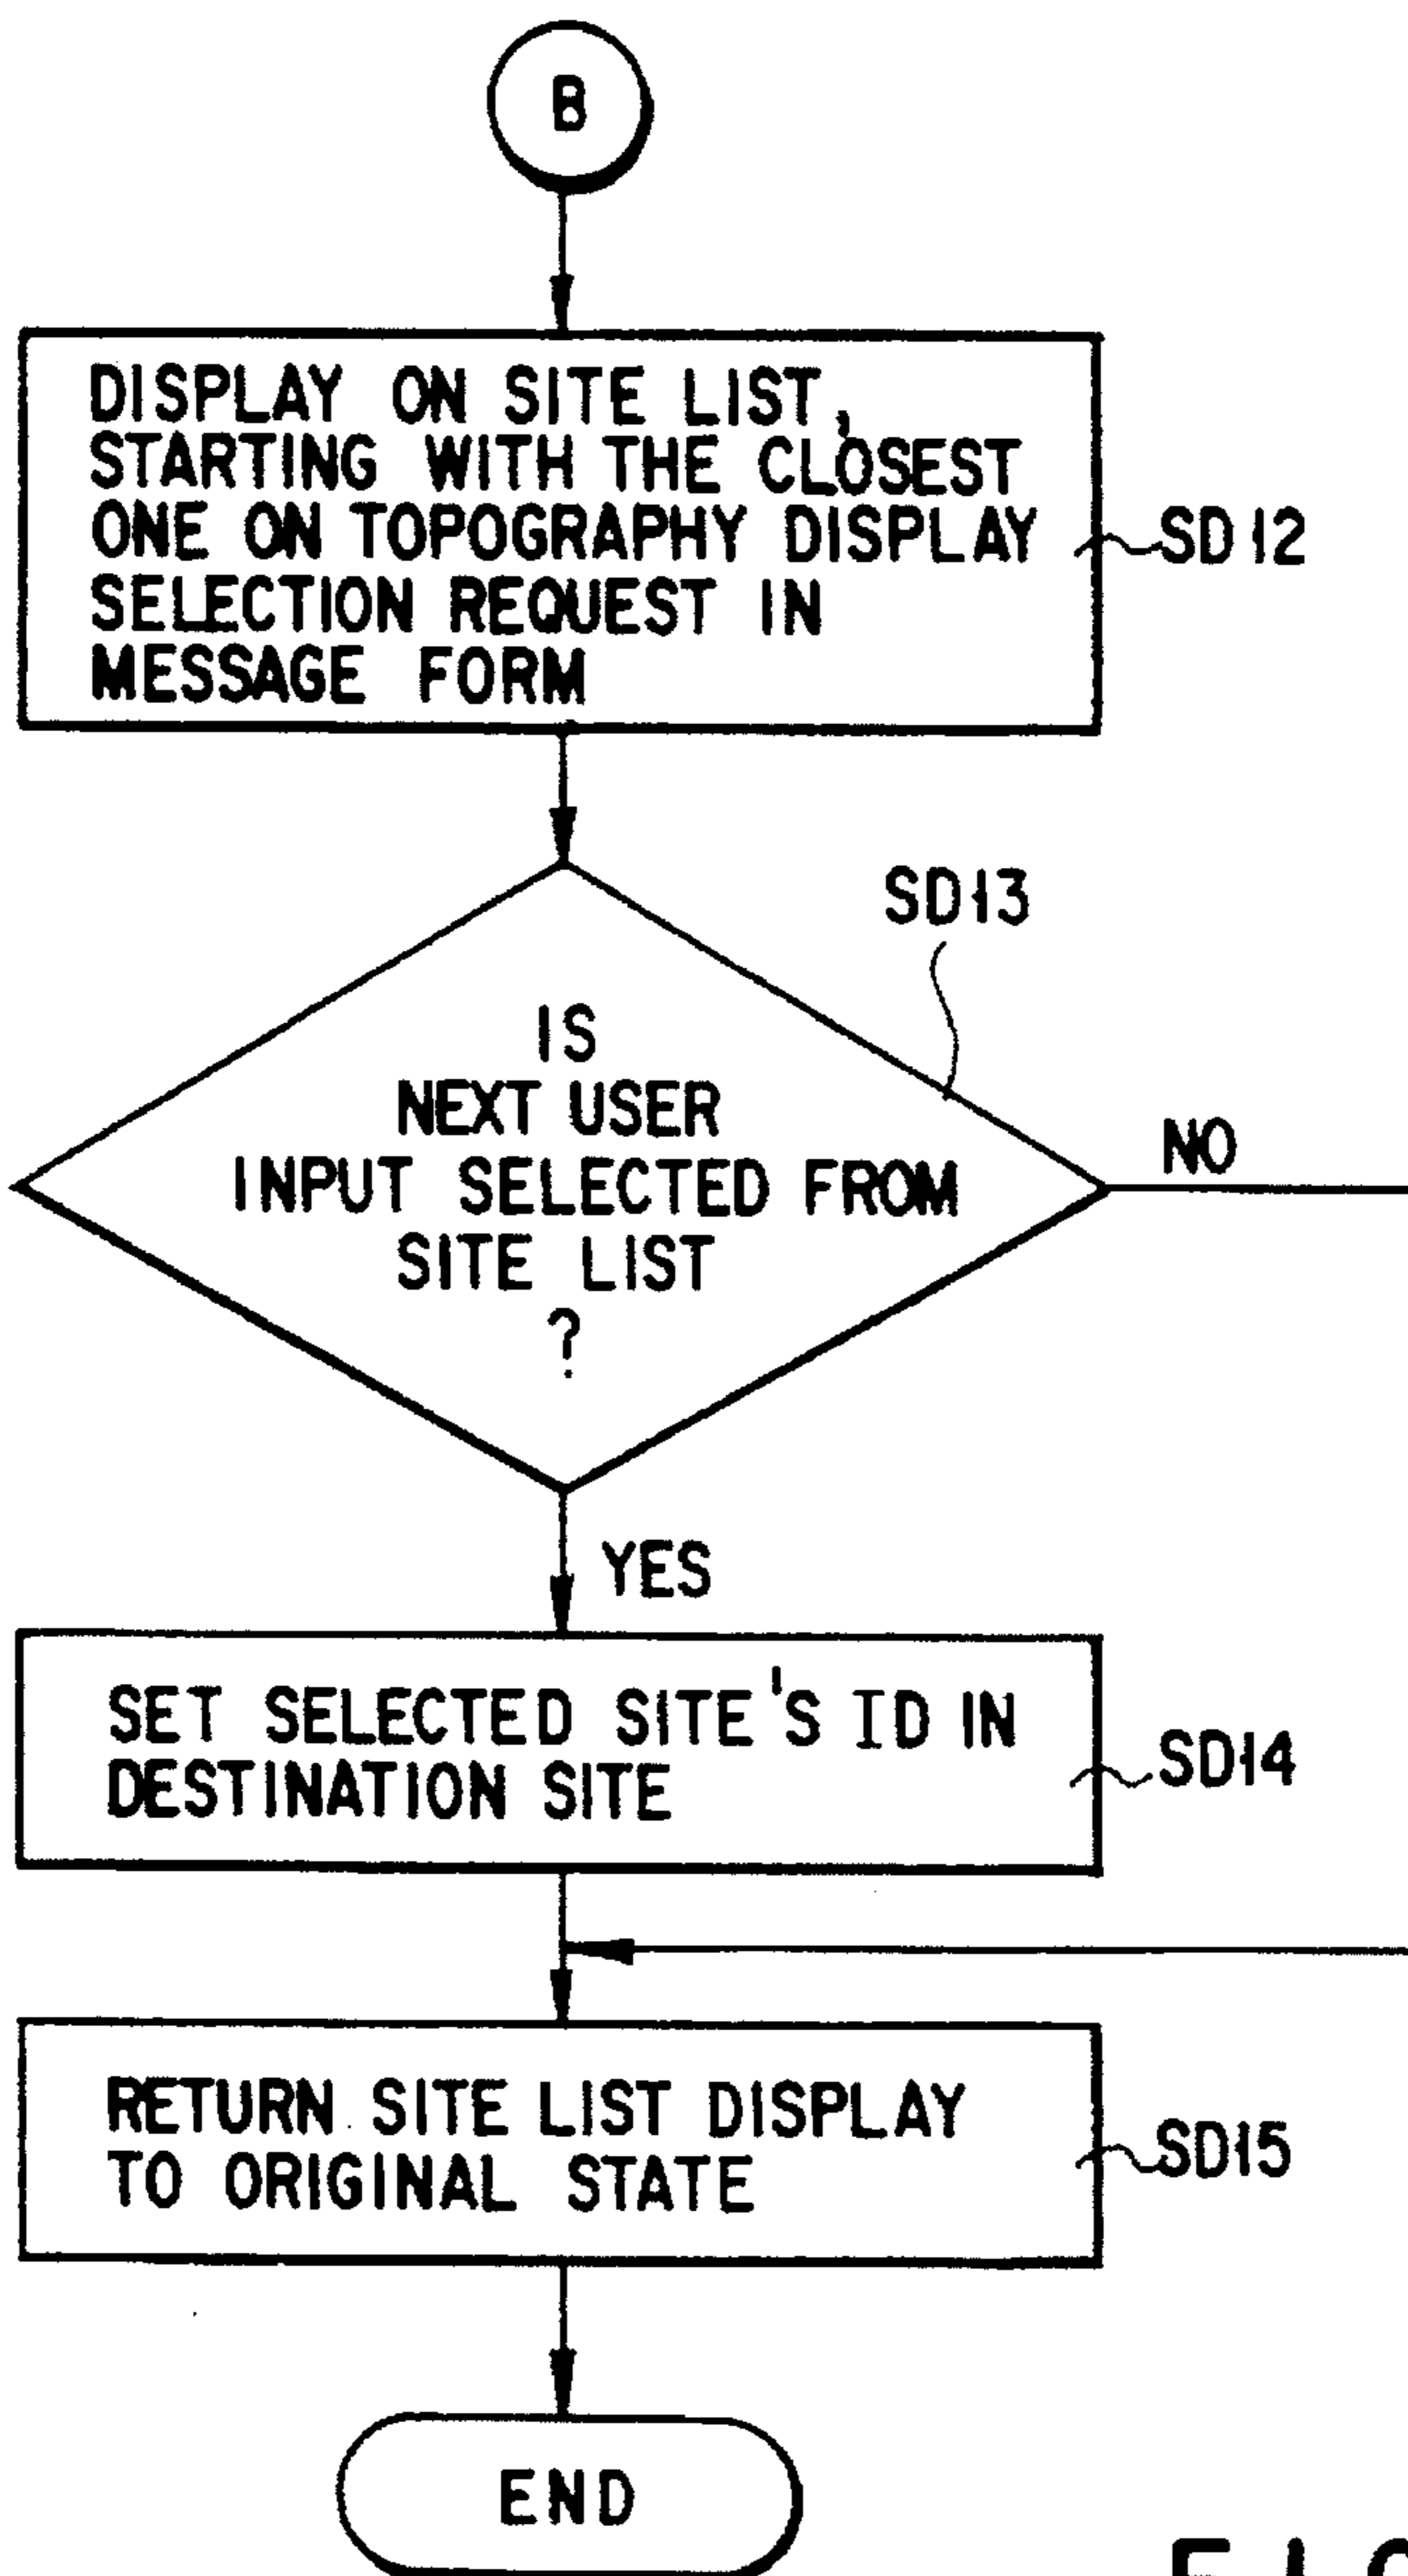 B
DISPLAY ON SITE LIST,
STARTING WITH THE CLOSEST
ONE ON TOPOGRAPHY DISPLAY
SELECTION REQUEST IN
MESSAGE FORM
SD12
SD13
IS
NEXT USER
INPUT SELECTED FROM
SITE LIST
?
NO
YES
SET SELECTED SITE'S ID IN
DESTINATION SITE
SD14
RETURN SITE LIST DISPLAY
TO ORIGINAL STATE
SD15
END